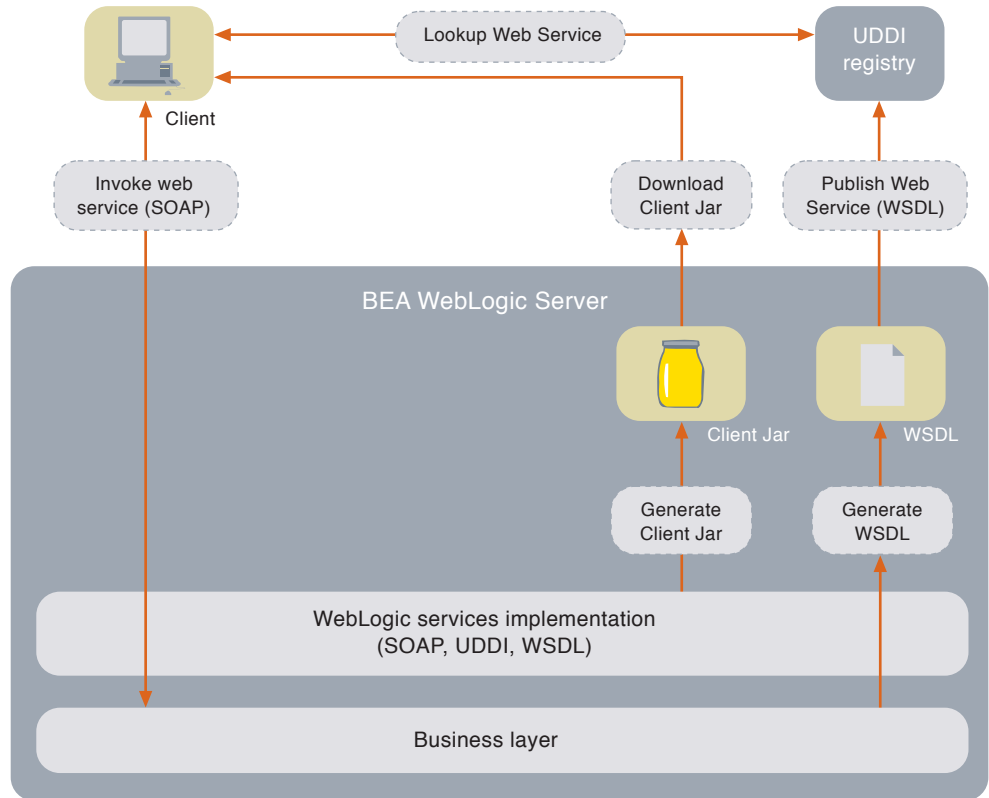 Lookup Web Service
UDDI
registry
Client
Invoke web
service (SOAP)
Download
Client Jar
Publish Web
Service (WSDL)
BEA WebLogic Server
Client Jar
WSDL
Generate
Client Jar
Generate
WSDL
WebLogic services implementation
(SOAP, UDDI, WSDL)
Business layer